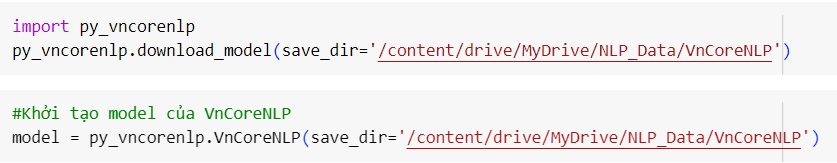 import py_vncorenlp
py_vncorenlp.download_model(save_dir='/content/drive/MyDrive/NLP_Data/VnCoreNLP')
#Khởi tạo model của VnCoreNLP
model = py_vncorenlp.VnCoreNLP(save_dir='/content/drive/MyDrive/NLP_Data/VnCoreNLP')